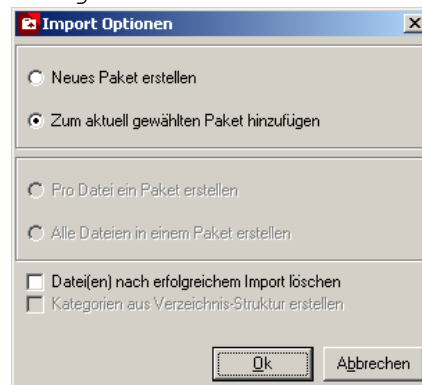 Import Optionen
Neues Paket erstellen
Zum aktuell gewählten Paket hinzufügen
Pro Datei ein Paket erstellen
Alle Dateien in einem Paket erstellen
Datei(en) nach erfolgreichem Import löschen
Kategorien aus Verzeichnis-Struktur erstellen
Ok
Abbrechen